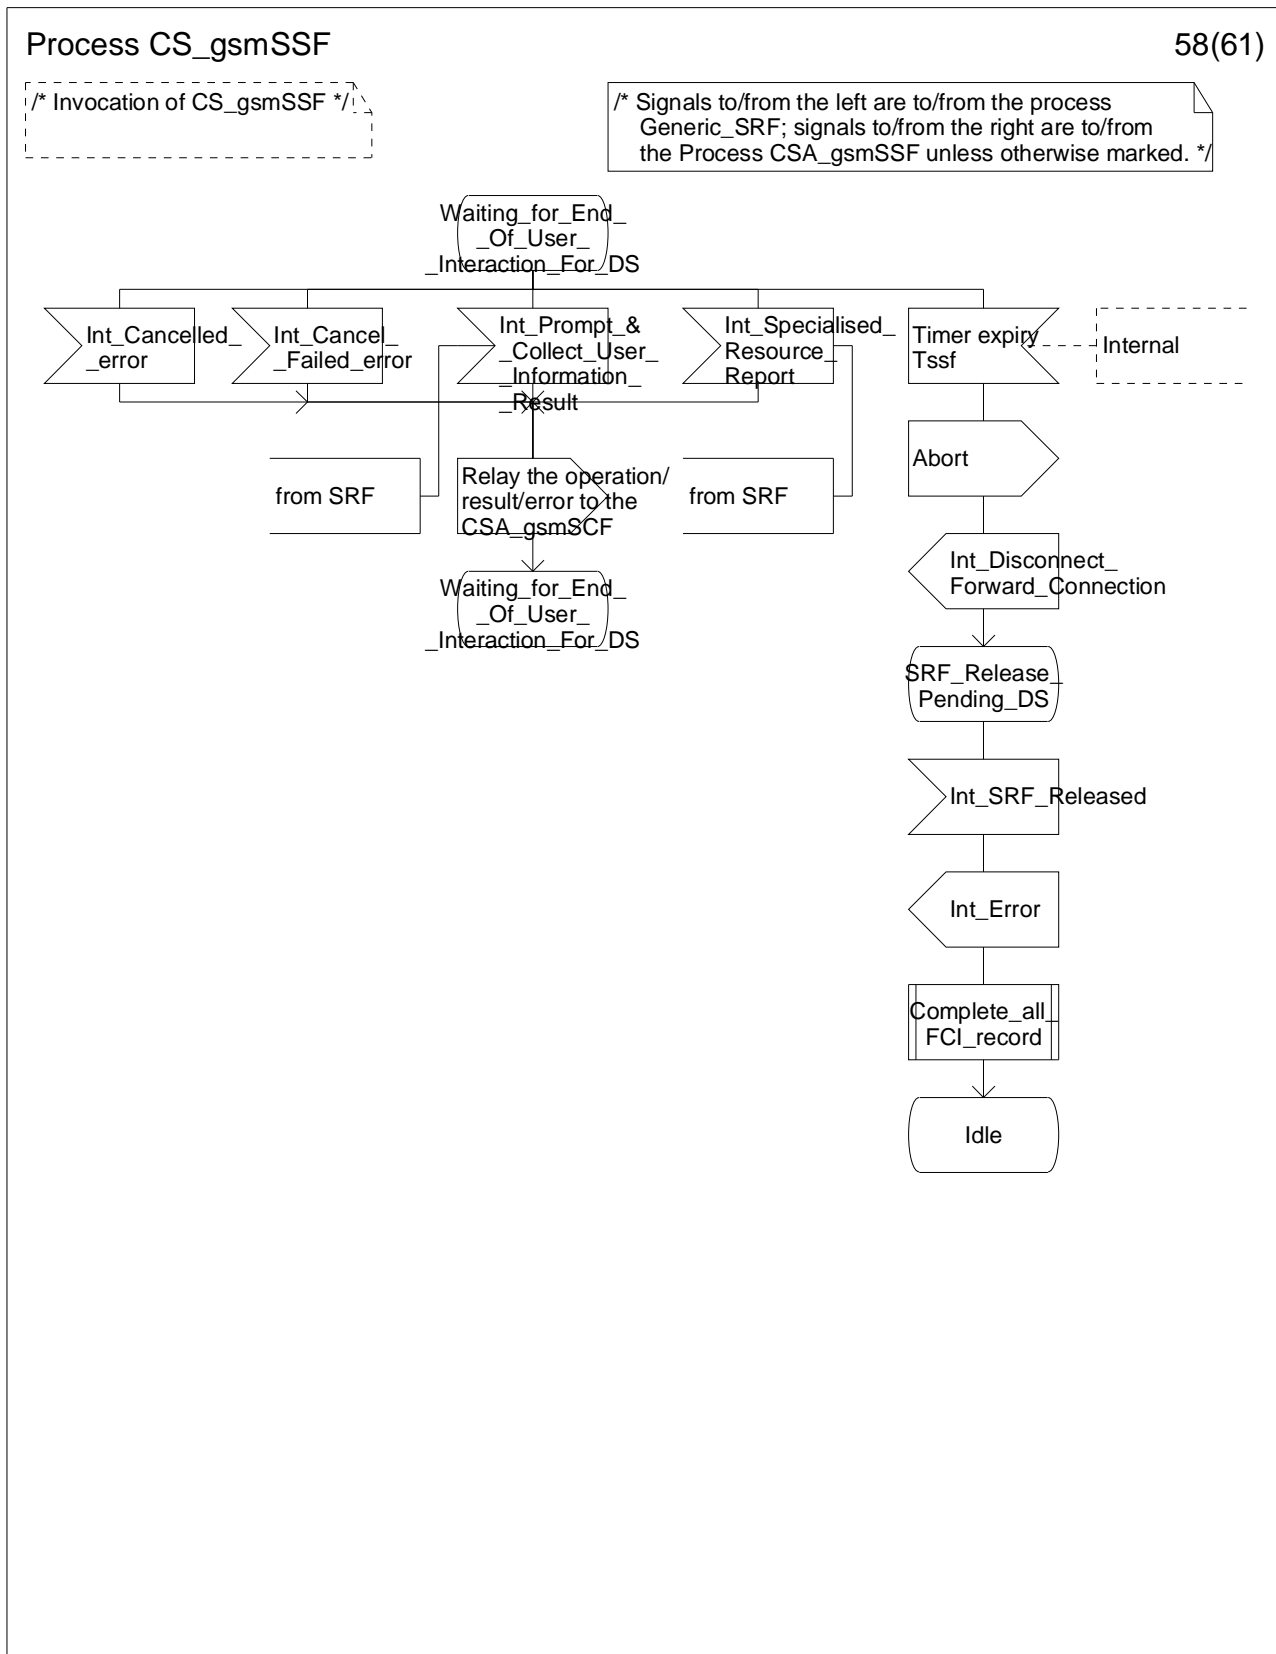 Process CS_gsmSSF
58(61)
/* Invocation of CS_gsmSSF */
/* Signals to/from the left are to/from the process
Generic_SRF; signals to/from the right are to/from
the Process CSA_gsmSSF unless otherwise marked. */
Waiting_for_End_
_Of_User_
_Interaction_For_DS
Int_Cancelled_
_error
Int_Cancel_
_Failed_error
Int_Prompt_&
_Collect_User_
_Information_
_Result
Int_Specialised_
Resource_
Report
Timer expiry
Tssf
Internal
from SRF
Relay the operation/
result/error to the
CSA_gsmSCF
from SRF
Abort
Waiting_for_End_
_Of_User_
_Interaction_For_DS
Int_Disconnect_
Forward_Connection
SRF_Release_
Pending_DS
Int_SRF_Released
Int_Error
Complete_all_
FCI_record
Idle